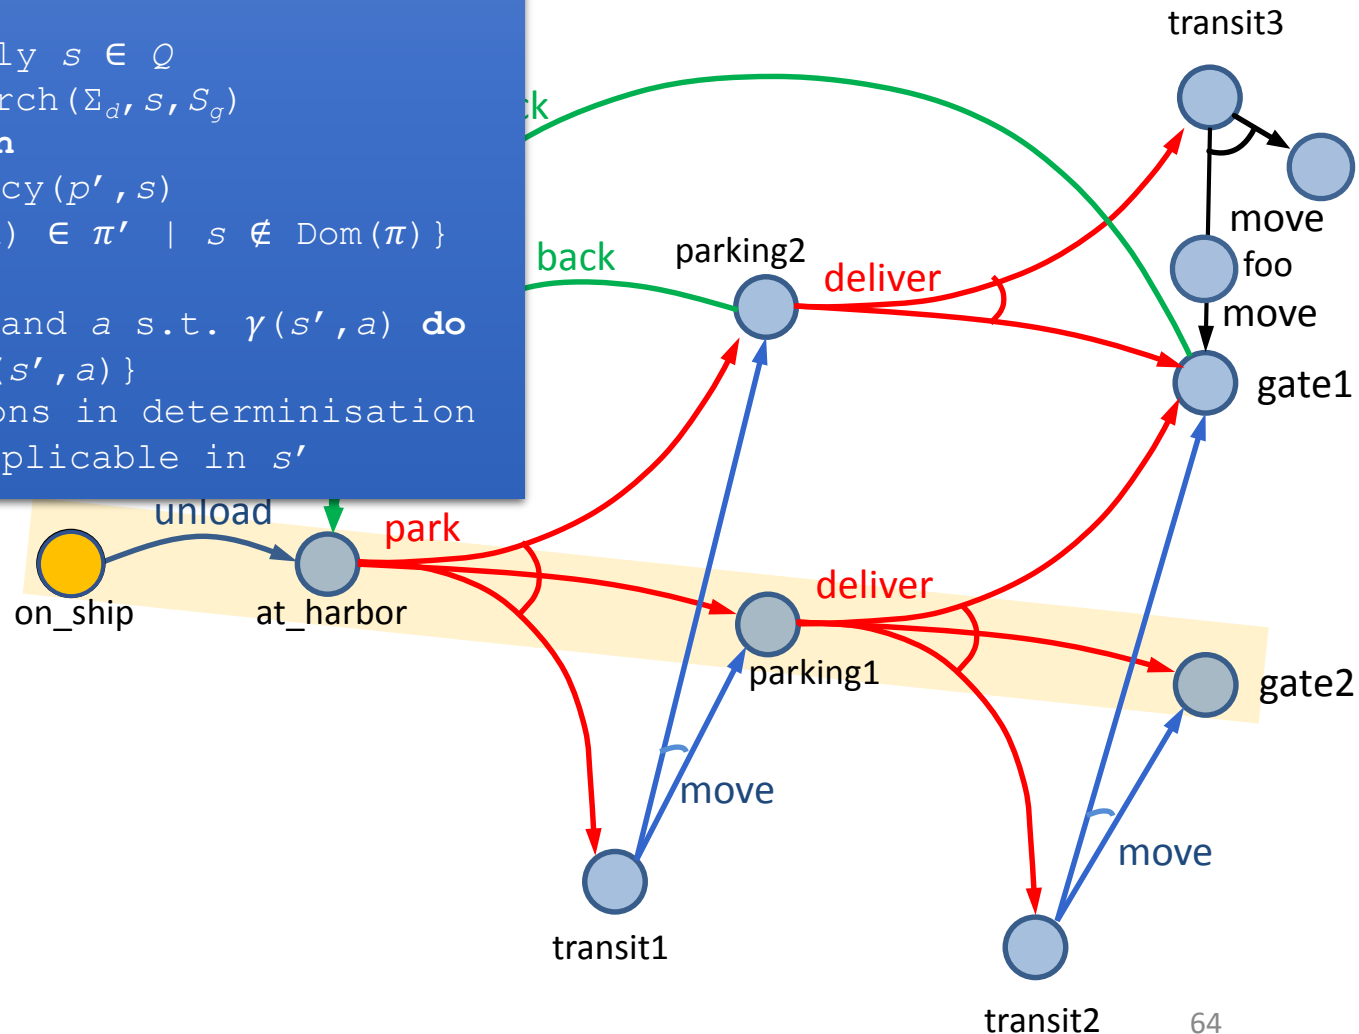 ly s ∈ Q
rch(Σd,s,Sg)
n
cy(p′,s)
) ∈ π′ | s ∉ Dom(π)}
and a s.t. γ(s′,a) do
(s′,a)}
ons in determinisation
plicable in s′
transit3
ck
move
foo
move
back
parking2
deliver
gate1
unload
park
on_ship
at_harbor
deliver
parking1
gate2
move
move
transit1
transit2
64